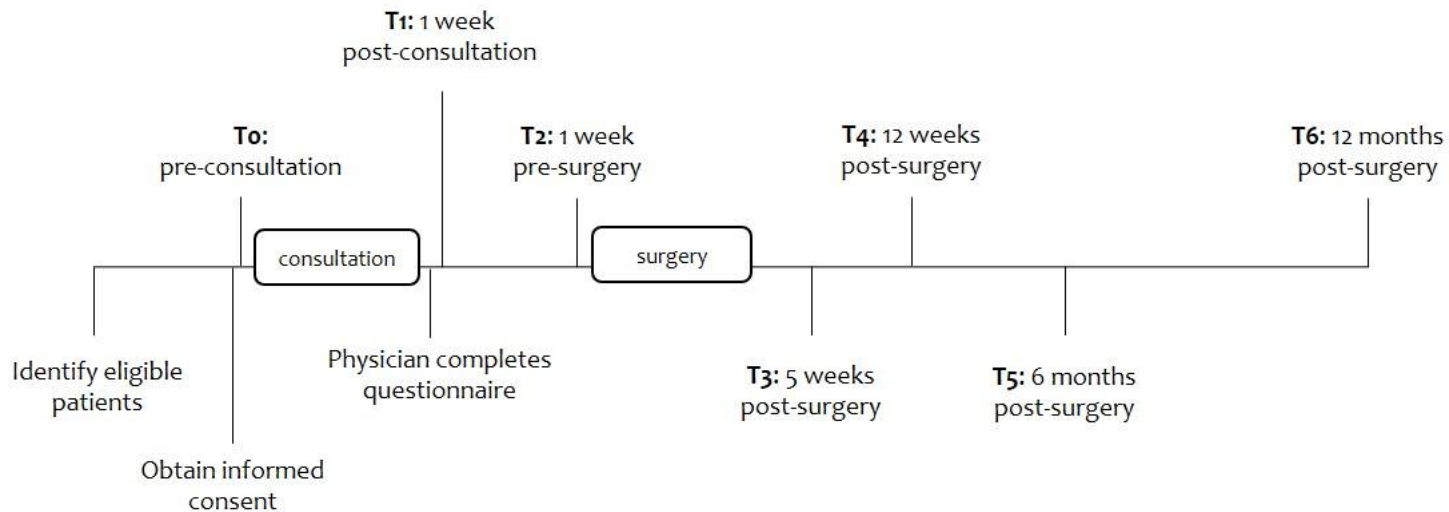 T1: 1 week
post-consultation
T0:
pre-consultation
T2: 1 week
pre-surgery
T4: 12 weeks
post-surgery
T6: 12 months
post-surgery
consultation
surgery
Identify eligible
patients
Physician completes
questionnaire
T3: 5 weeks
post-surgery
T5: 6 months
post-surgery
Obtain informed
consent